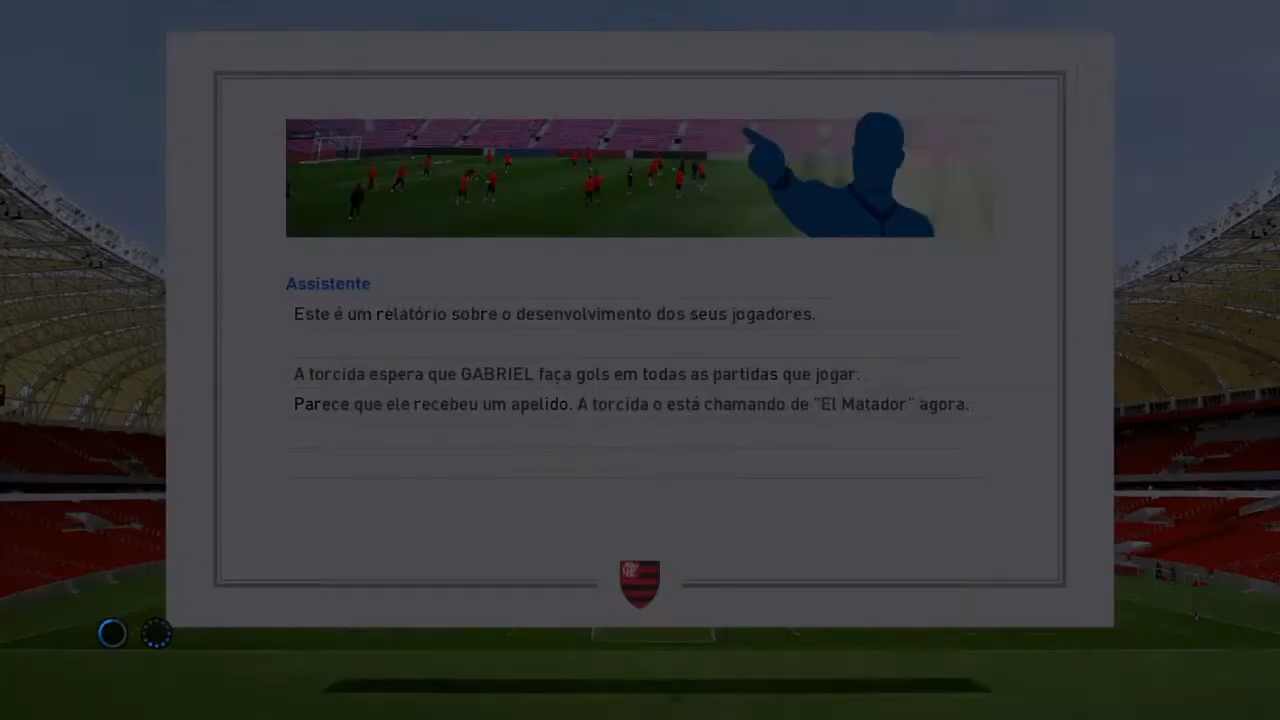 Assistente
Este é um relatório sobre o desenvolvimento dos seus jogadores.
A torcida espera que GABRIEL faça gols em todas as partidas que jogar.
Parece que ele recebeu um apelido. A torcida o está chamando de "El Matador" agora.